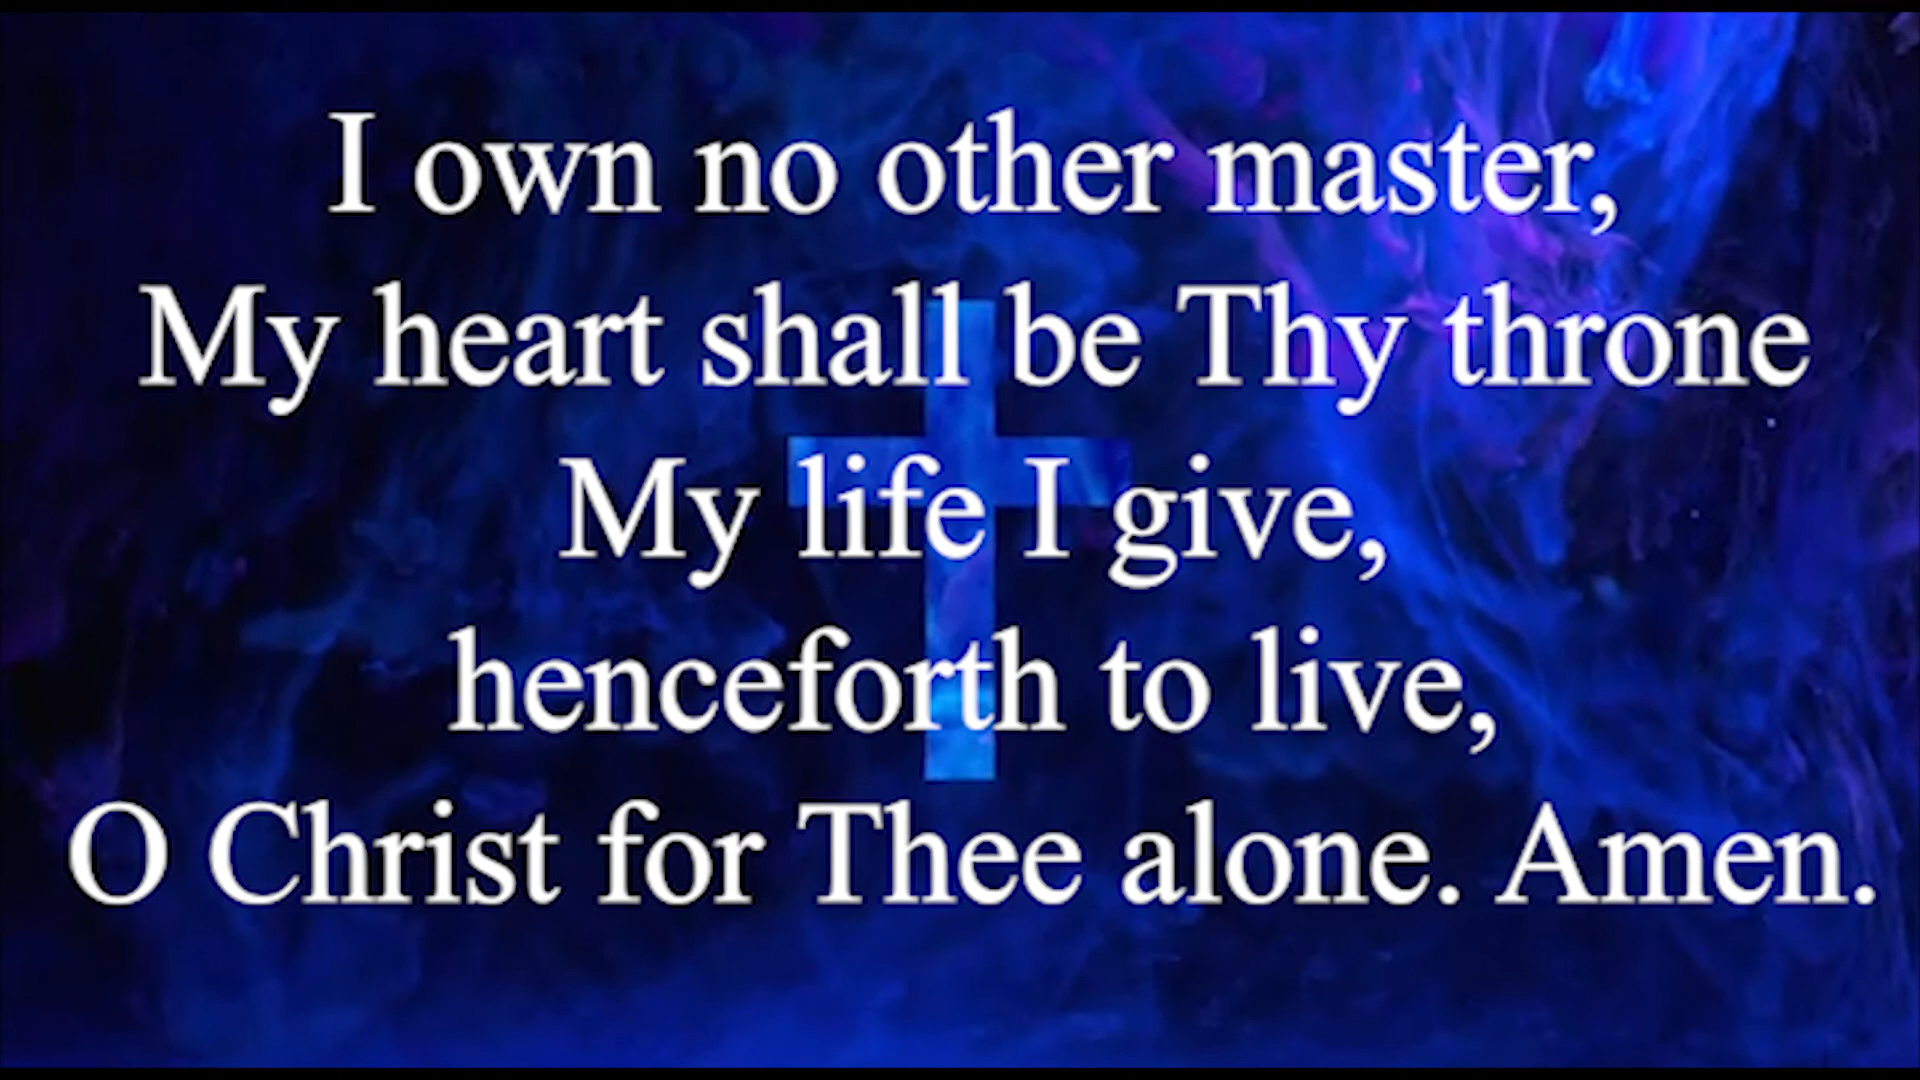 I own no other master,
My heart shall be Thy throne
My life I give,
henceforth to live,
O Christ for Thee alone. Amen.